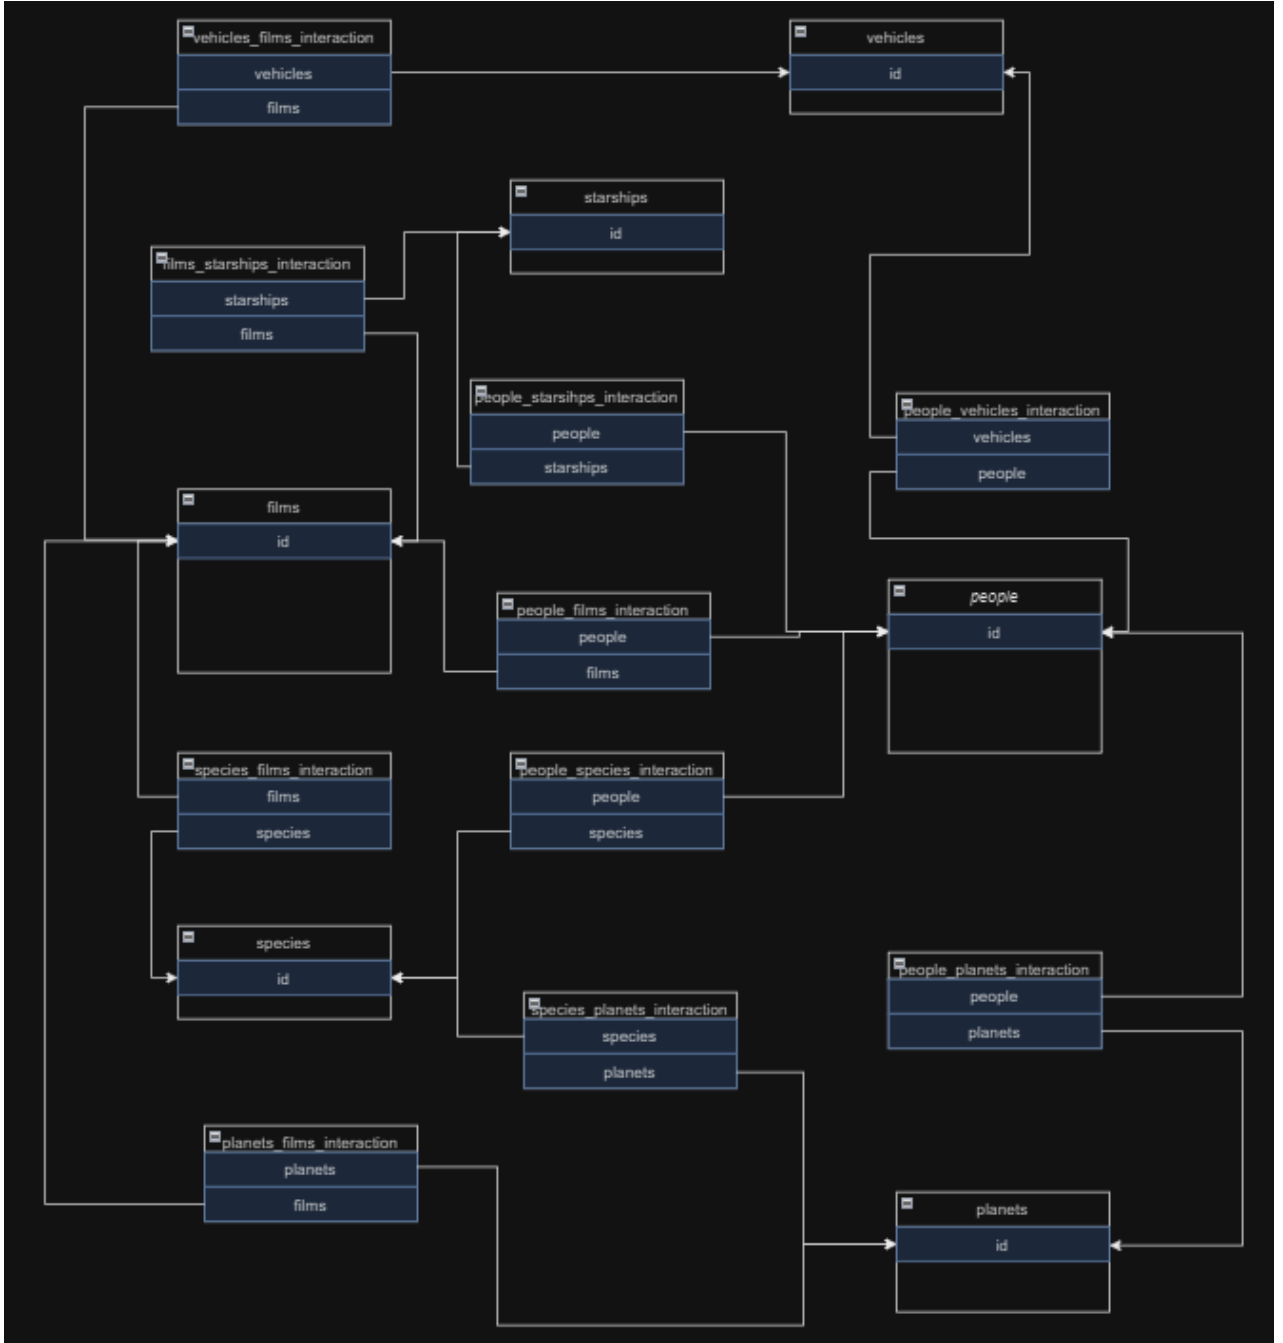 vehicles_films_interaction
vehicles
films
vehicles
id
starships
id
films_starships_interaction
starships
films
people_starsihps_interaction
people
starships
people_vehicles_interaction
vehicles
people
films
id
people_films_interaction
people
films
people
id
species_films_interaction
films
species
people_species_interaction
people
species
species
id
species_planets_interaction
species
planets
people_planets_interaction
people
planets
planets_films_interaction
planets
films
planets
id